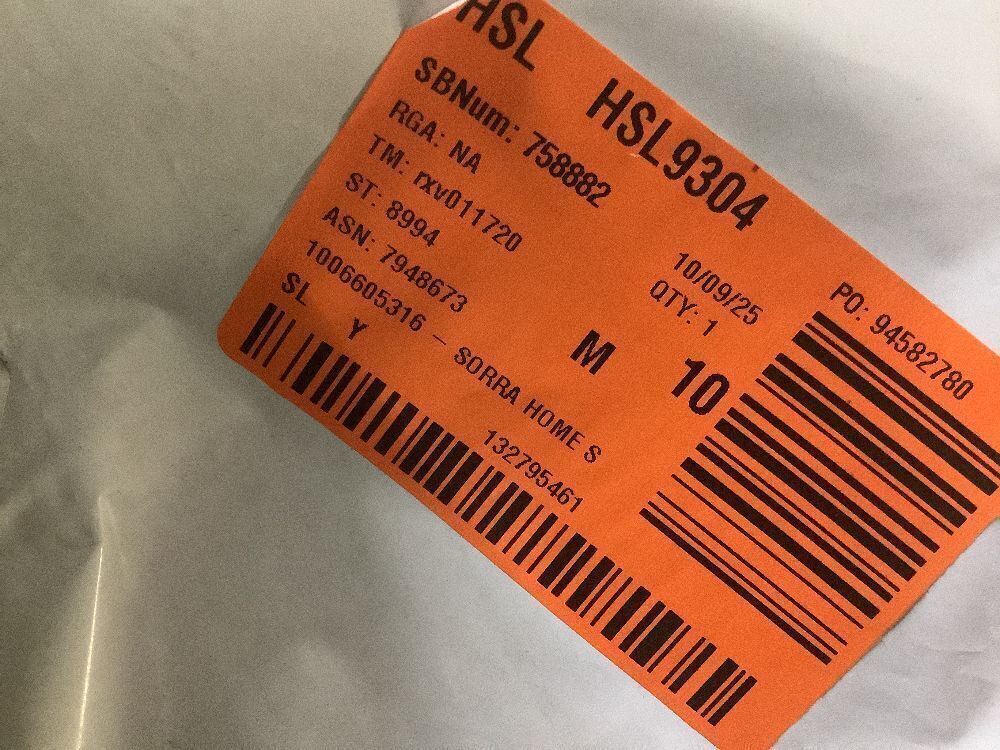 HSL HSL9304
SBNum: 758882
RGA: NA
TM: rxv011720
ST: 8994
ASN: 7948673
1006605316 - SORRA HOME S
SL Y
10/09/25
QTY: 1
M 10
132795461
PO: 94582780